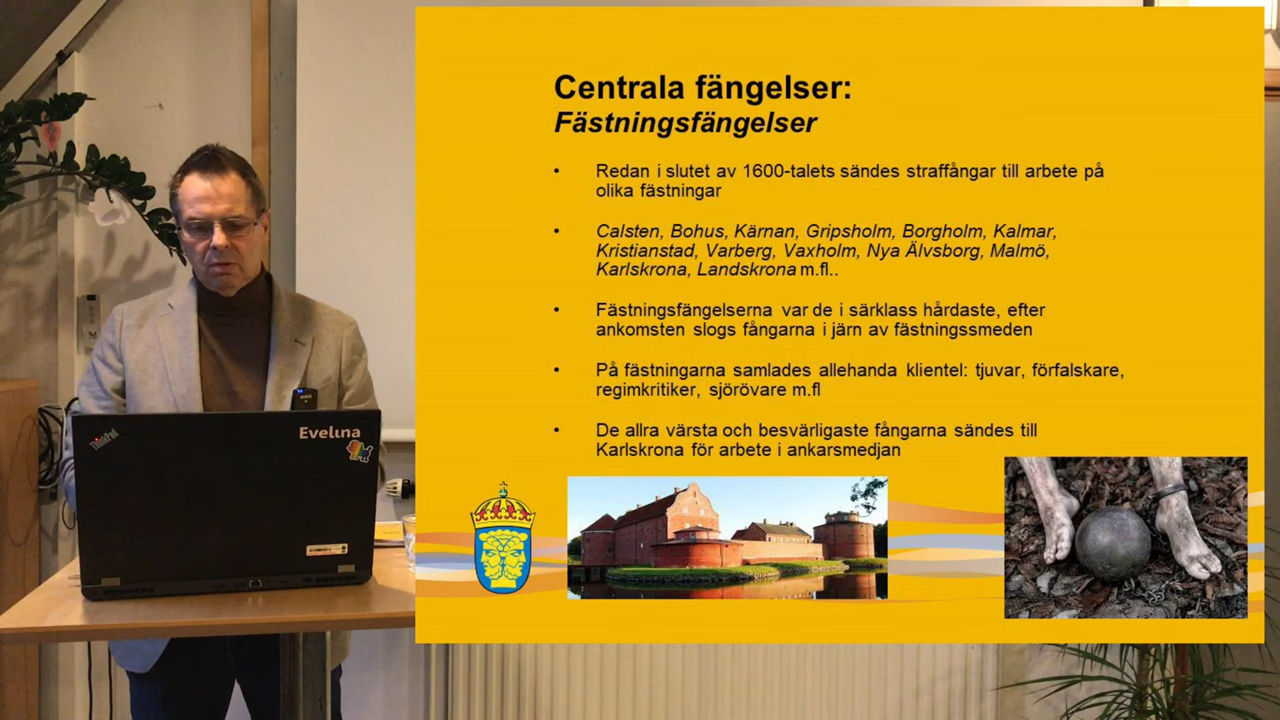 Centrala fängelser:
Fästningsfängelser
• Redan i slutet av 1600-talets sändes straffångar till arbete på
olika fästningar
• Calsten, Bohus, Kärnan, Gripsholm, Borgholm, Kalmar,
Kristianstad, Varberg, Vaxholm, Nya Älvsborg, Malmö,
Karlskrona, Landskrona m.fl..
• Fästningsfängelserna var de i särklass hårdaste, efter
ankomsten slogs fångarna i järn av fästningssmeden
• På fästningarna samlades allehanda klientel: tjuvar, förfalskare,
regimkritiker, sjörövare m.fl
• De allra värsta och besvärligaste fångarna sändes till
Karlskrona för arbete i ankarsmedjan
ThinkPad
Evelina